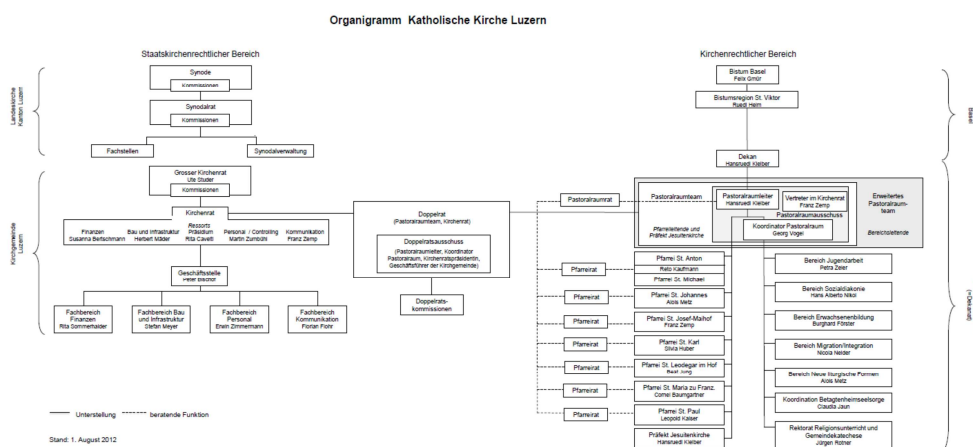 Organigramm Katholische Kirche Luzern
Staatskirchenrechtlicher Bereich
Landeskirche
Kanton Luzern
Synode
Kommissionen
Synodalrat
Kommissionen
Fachstellen
Synodalverwaltung
Kirchgemeinde
Luzern
Grosser Kirchenrat
Ute Studer
Kommissionen
Kirchenrat
Ressorts
Finanzen
Susanna Bertschmann
Bau und Infrastruktur
Herbert Mäder
Präsidium
Rita Cavelti
Personal / Controlling
Martin Zumbühl
Kommunikation
Franz Zemp
Geschäftsstelle
Peter Bischof
Fachbereich
Finanzen
Rita Sommerhalder
Fachbereich Bau
und Infrastruktur
Stefan Meyer
Fachbereich
Personal
Erwin Zimmermann
Fachbereich
Kommunikation
Florian Flohr
Doppelrat
(Pastoralraumteam, Kirchenrat)
Doppelratsausschuss
(Pastoralraumleiter, Koordinator
Pastoralraum, Kirchenratspräsidentin,
Geschäftsführer der Kirchgemeinde)
Doppelrats-
kommissionen
Kirchenrechtlicher Bereich
Bistum Basel
Felix Gmür
Bistumsregion St. Viktor
Ruedi Heim
Dekan
Hansruedi Kleiber
Basel
Pastoralraumrat
Pastoralraumteam
Pfarreileitende und
Präfekt Jesuitenkirche
Pastoralraumleiter
Hansruedi Kleiber
Vertreter im Kirchenrat
Franz Zemp
Pastoralraumausschuss
Koordinator Pastoralraum
Georg Vogel
Erweitertes
Pastoralraum-
team
Bereichsleitende
Pfarreirat
Pfarrei St. Anton
Reto Kaufmann
Pfarrei St. Michael
Pfarreirat
Pfarrei St. Johannes
Alois Metz
Pfarreirat
Pfarrei St. Josef-Maihof
Franz Zemp
Pfarreirat
Pfarrei St. Karl
Silvia Huber
Pfarreirat
Pfarrei St. Leodegar im Hof
Beat Jung
Pfarreirat
Pfarrei St. Maria zu Franz.
Cornel Baumgartner
Pfarreirat
Pfarrei St. Paul
Leopold Kaiser
Präfekt Jesuitenkirche
Hansruedi Kleiber
Bereich Jugendarbeit
Petra Zeier
Bereich Sozialdiakonie
Hans Alberto Nikol
Bereich Erwachsenenbildung
Burghard Förster
Bereich Migration/Integration
Nicola Neider
Bereich Neue liturgische Formen
Alois Metz
Koordination Betagtenheimseelsorge
Claudia Jaun
Rektorat Religionsunterricht und
Gemeindekatechese
Jürgen Rotner
(=Dekanat)
Unterstellung
beratende Funktion
Stand: 1. August 2012